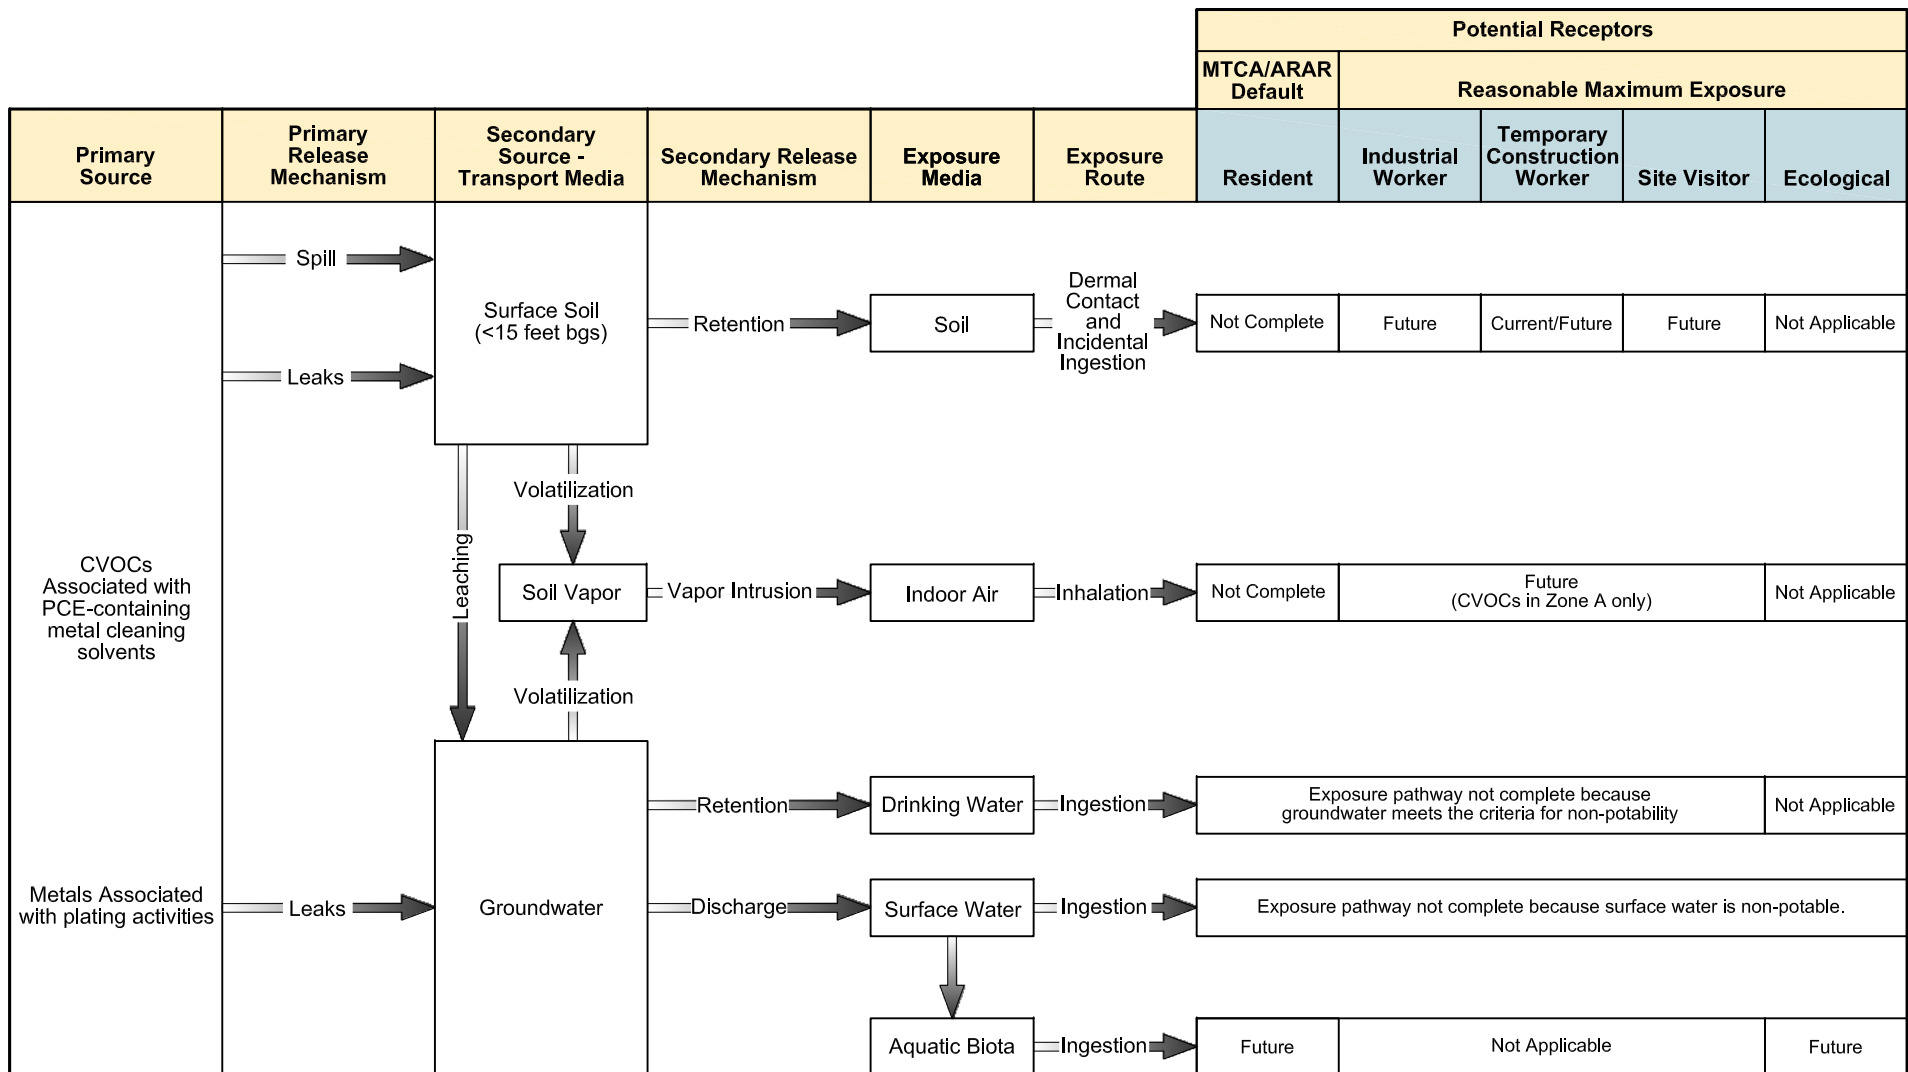 Potential Receptors
MTCA/ARAR
Default
Reasonable Maximum Exposure
Primary
Source
Primary
Release
Mechanism
Secondary
Source -
Transport Media
Secondary Release
Mechanism
Exposure
Media
Exposure
Route
Resident
Industrial
Worker
Temporary
Construction
Worker
Site Visitor
Ecological
Spill
Leaks
Surface Soil
(<15 feet bgs)
Retention
Soil
Dermal
Contact
and
Incidental
Ingestion
Not Complete
Future
Current/Future
Future
Not Applicable
Volatilization
Leaching
CVOCs
Associated with
PCE-containing
metal cleaning
solvents
Soil Vapor
Vapor Intrusion
Indoor Air
Inhalation
Not Complete
Future
(CVOCs in Zone A only)
Not Applicable
Volatilization
Retention
Drinking Water
Ingestion
Exposure pathway not complete because
groundwater meets the criteria for non-potability
Not Applicable
Metals Associated
with plating activities
Leaks
Groundwater
Discharge
Surface Water
Ingestion
Exposure pathway not complete because surface water is non-potable.
Aquatic Biota
Ingestion
Future
Not Applicable
Future